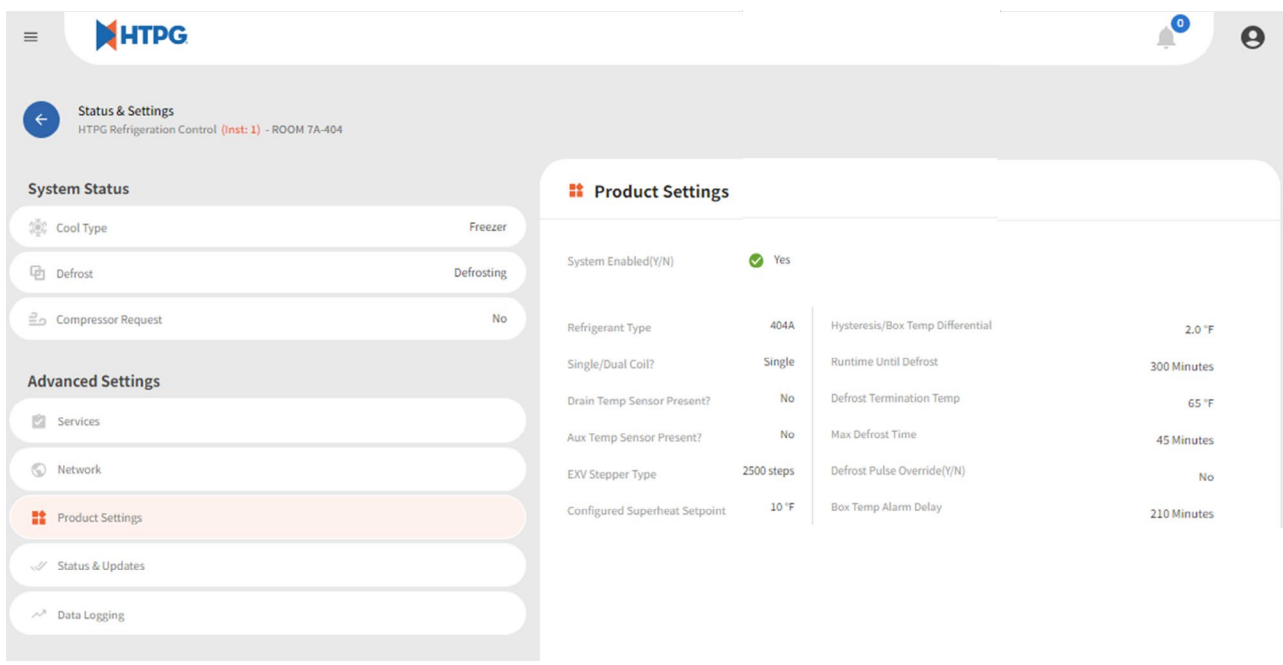 HTPG
0
Status & Settings
HTPG Refrigeration Control (Inst: 1) - ROOM 7A-404
System Status
Cool Type Freezer
Defrost Defrosting
Compressor Request No
Advanced Settings
Services
Network
Product Settings
Status & Updates
Data Logging
Product Settings
System Enabled(Y/N) Yes
Refrigerant Type 404A
Single/Dual Coil? Single
Drain Temp Sensor Present? No
Aux Temp Sensor Present? No
EXV Stepper Type 2500 steps
Configured Superheat Setpoint 10 °F
Hysteresis/Box Temp Differential 2.0 °F
Runtime Until Defrost 300 Minutes
Defrost Termination Temp 65 °F
Max Defrost Time 45 Minutes
Defrost Pulse Override(Y/N) No
Box Temp Alarm Delay 210 Minutes